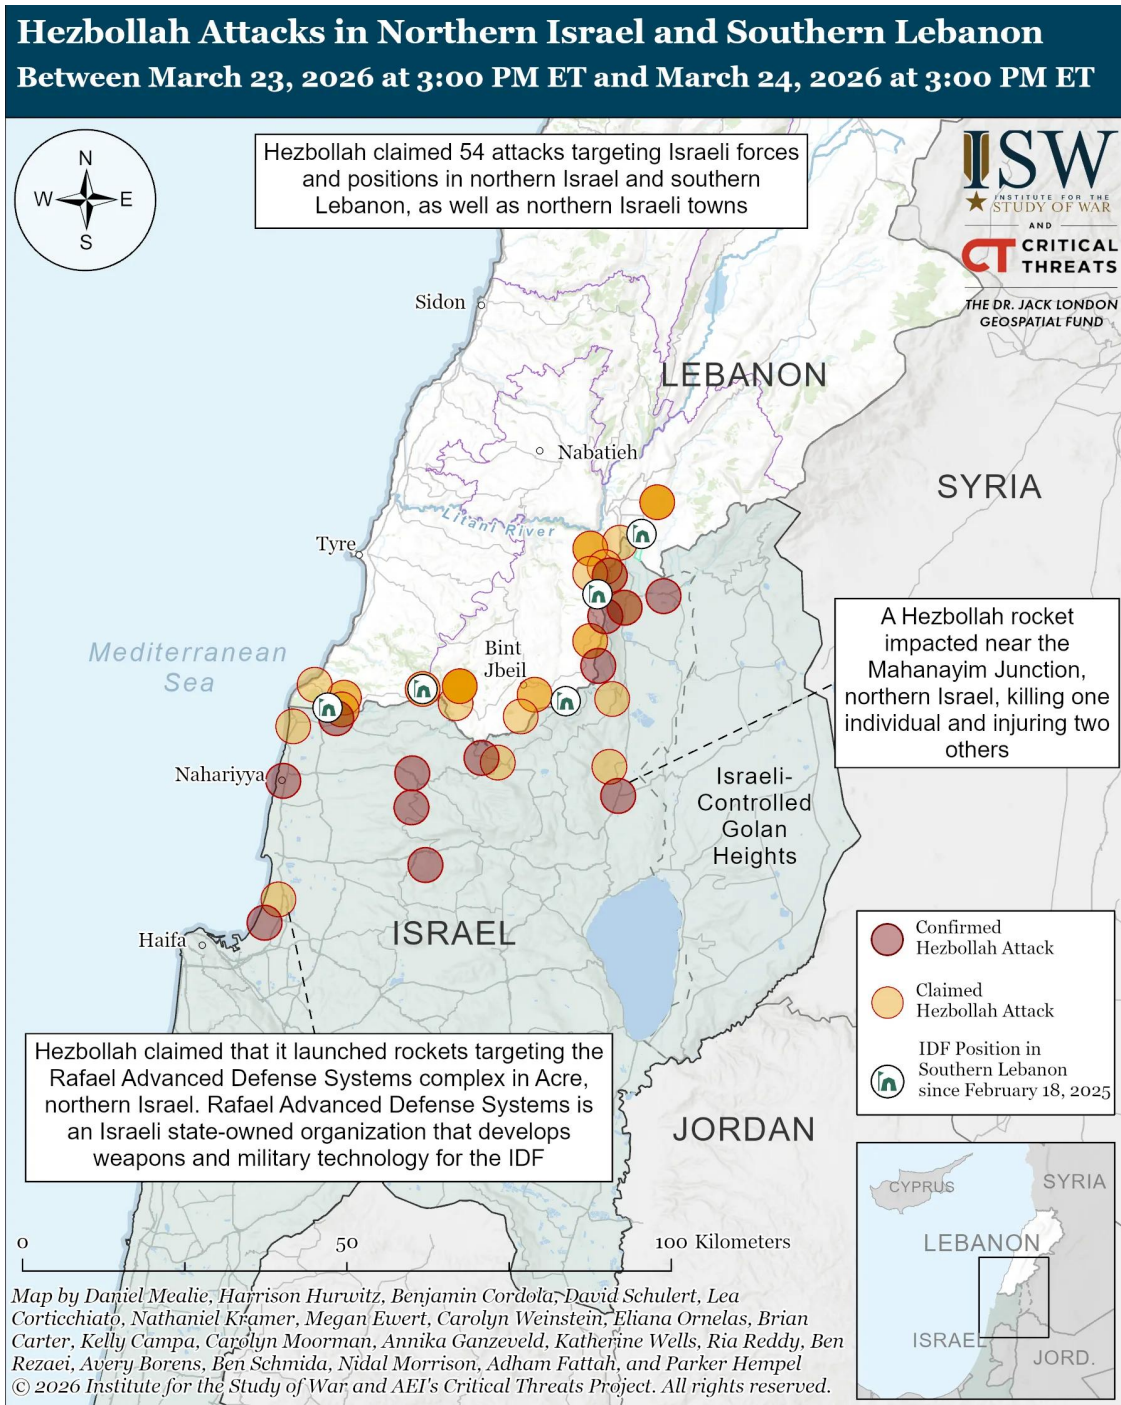 Hezbollah Attacks in Northern Israel and Southern Lebanon
Between March 23, 2026 at 3:00 PM ET and March 24, 2026 at 3:00 PM ET
N
W
E
S
Hezbollah claimed 54 attacks targeting Israeli forces
and positions in northern Israel and southern
Lebanon, as well as northern Israeli towns
ISW
INSTITUTE FOR THE
STUDY OF WAR
AND
CT CRITICAL
THREATS
THE DR. JACK LONDON
GEOSPATIAL FUND
Sidon
LEBANON
Nabatieh
SYRIA
Litani River
Tyre
Mediterranean
Sea
Bint
Jbeil
A Hezbollah rocket
impacted near the
Mahanayim Junction,
northern Israel, killing one
individual and injuring two
others
Nahariyya
Israeli-
Controlled
Golan
Heights
ISRAEL
Haifa
Confirmed
Hezbollah Attack
Claimed
Hezbollah Attack
IDF Position in
Southern Lebanon
since February 18, 2025
Hezbollah claimed that it launched rockets targeting the
Rafael Advanced Defense Systems complex in Acre,
northern Israel. Rafael Advanced Defense Systems is
an Israeli state-owned organization that develops
weapons and military technology for the IDF
JORDAN
CYPRUS
SYRIA
LEBANON
ISRAEL
JORD.
0
50
100 Kilometers
Map by Daniel Mealie, Harrison Hurwitz, Benjamin Cordola, David Schulert, Lea
Corticchiato, Nathaniel Kramer, Megan Ewert, Carolyn Weinstein, Eliana Ornelas, Brian
Carter, Kelly Campa, Carolyn Moorman, Annika Ganzeveld, Katherine Wells, Ria Reddy, Ben
Rezaei, Avery Borens, Ben Schmida, Nidal Morrison, Adham Fattah, and Parker Hempel
© 2026 Institute for the Study of War and AEI's Critical Threats Project. All rights reserved.